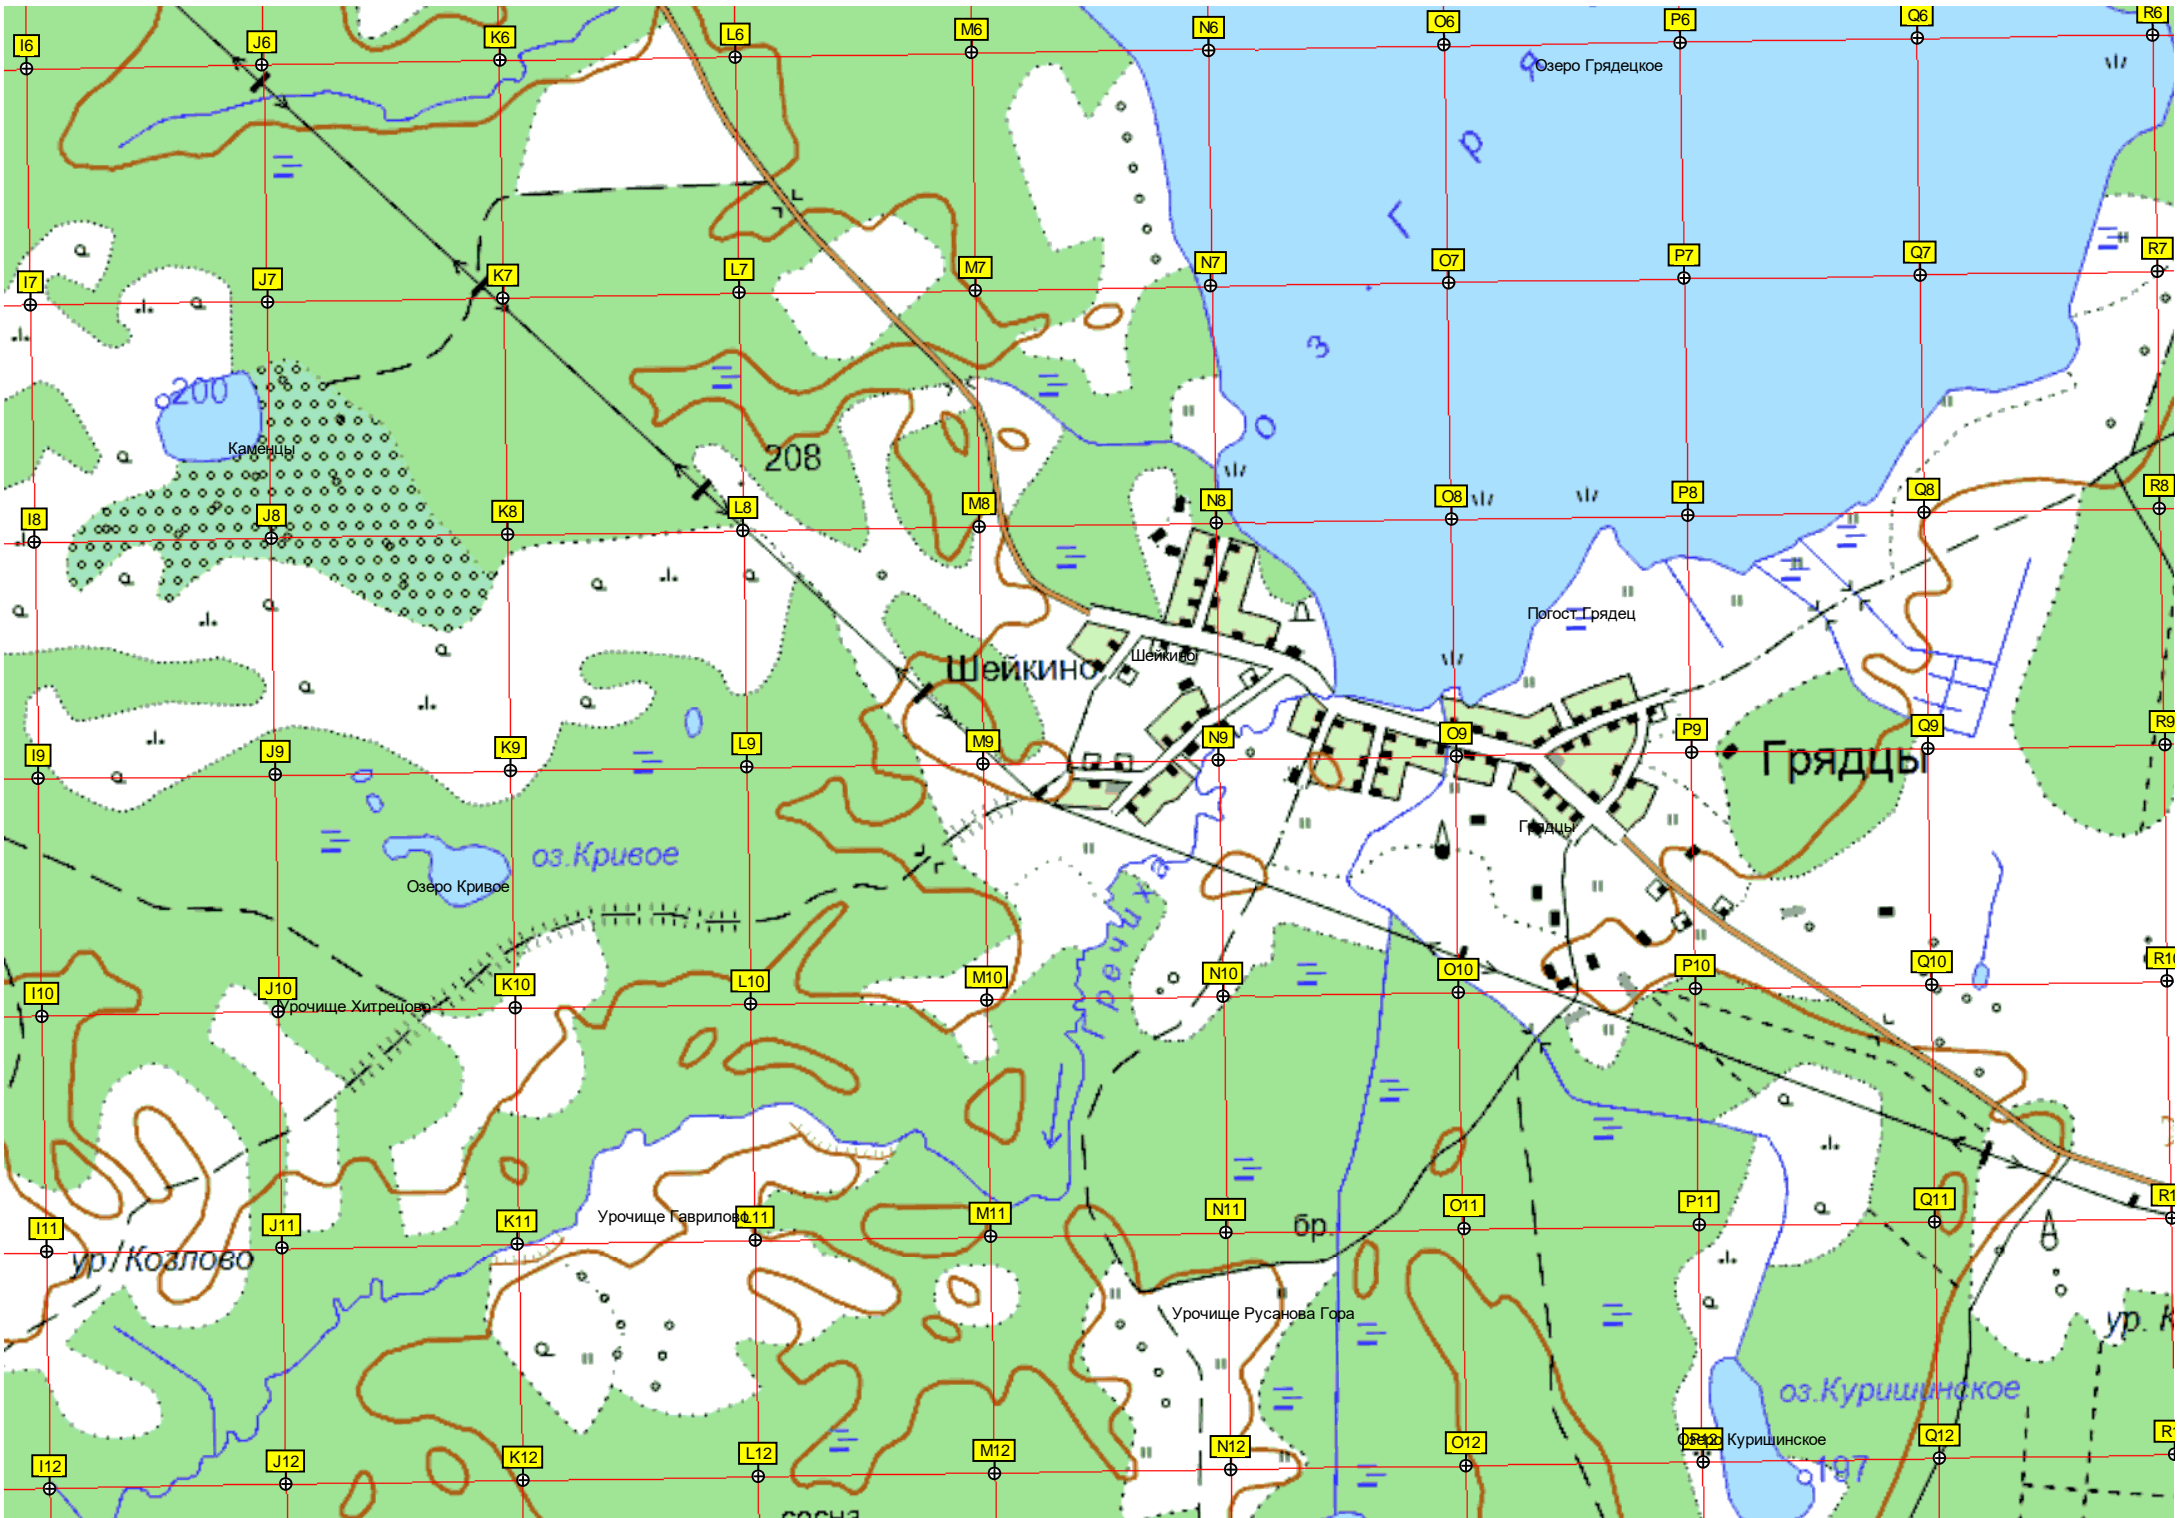 I6 J6 K6 L6 M6 N6 O6 P6 Q6 R6
Озеро Грядецкое
о з. Г р я
I7 J7 K7 L7 M7 N7 O7 P7 Q7 R7
200
Каменцы
208
I8 J8 K8 L8 M8 N8 O8 P8 Q8 R8
Погост Грядец
Шейкино
Шейкино
I9 J9 K9 L9 M9 N9 O9 P9 Q9 R9
Грядцы
Грядцы
оз.Кривое
Озеро Кривое
Гречиха
I10 J10 K10 L10 M10 N10 O10 P10 Q10 R10
Урочище Хитрецово
I11 J11 K11 L11 M11 N11 O11 P11 Q11
Урочище Гаврилово
бр.
ур.Козлово
Урочище Русанова Гора
ур. К
оз.Куришинское
I12 J12 K12 L12 M12 N12 O12 P12 Q12
Озеро Куришинское
197
сосна